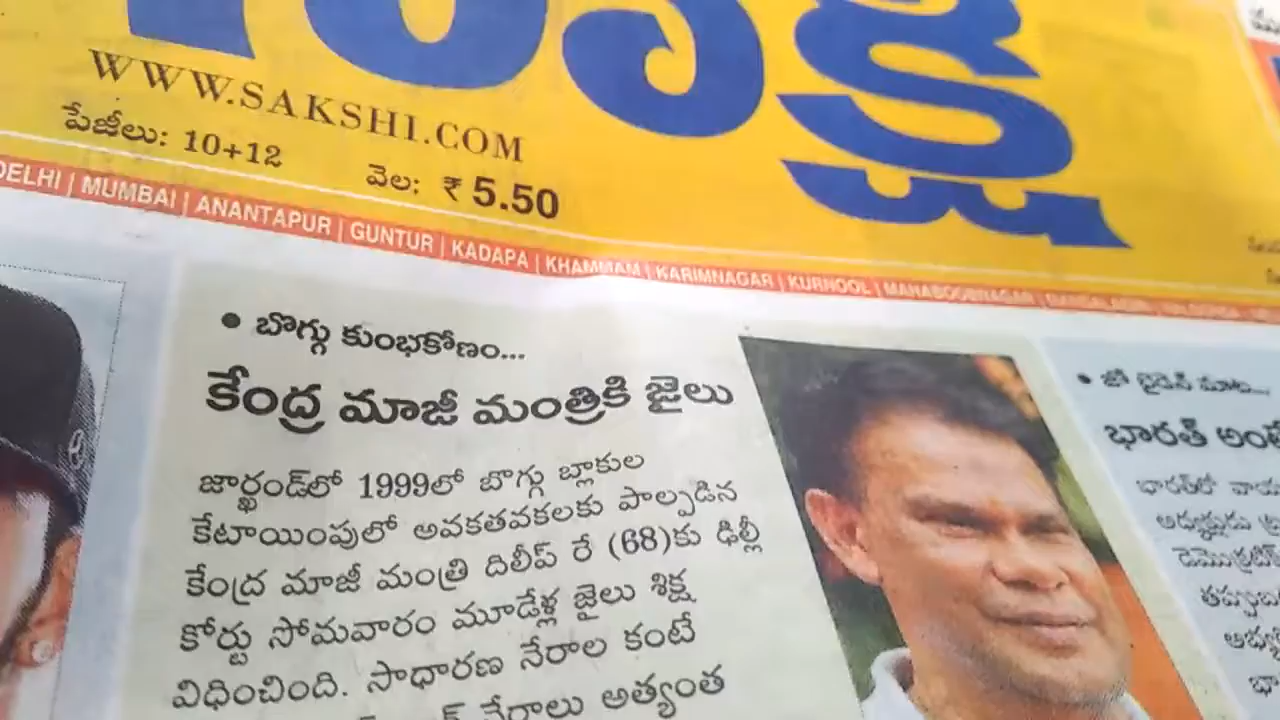 సాక్షి
WWW.SAKSHI.COM
పేజీలు: 10+12 వెల: ₹ 5.50
DELHI | MUMBAI | ANANTAPUR | GUNTUR | KADAPA | KHAMMAM | KARIMNAGAR | KURNOOL | MAHABOOBNAGAR |
• బొగ్గు కుంభకోణం...
కేంద్ర మాజీ మంత్రికి జైలు
జార్ఖండ్‌లో 1999లో బొగ్గు బ్లాకుల
కేటాయింపులో అవకతవకలకు పాల్పడిన
కేంద్ర మాజీ మంత్రి దిలీప్ రే (68)కు ఢిల్లీ
కోర్టు సోమవారం మూడేళ్ల జైలు శిక్ష
విధించింది. సాధారణ నేరాల కంటే
నేరాలు అత్యంత
• జో బైడెన్ మాట...
భారత్ అంటే